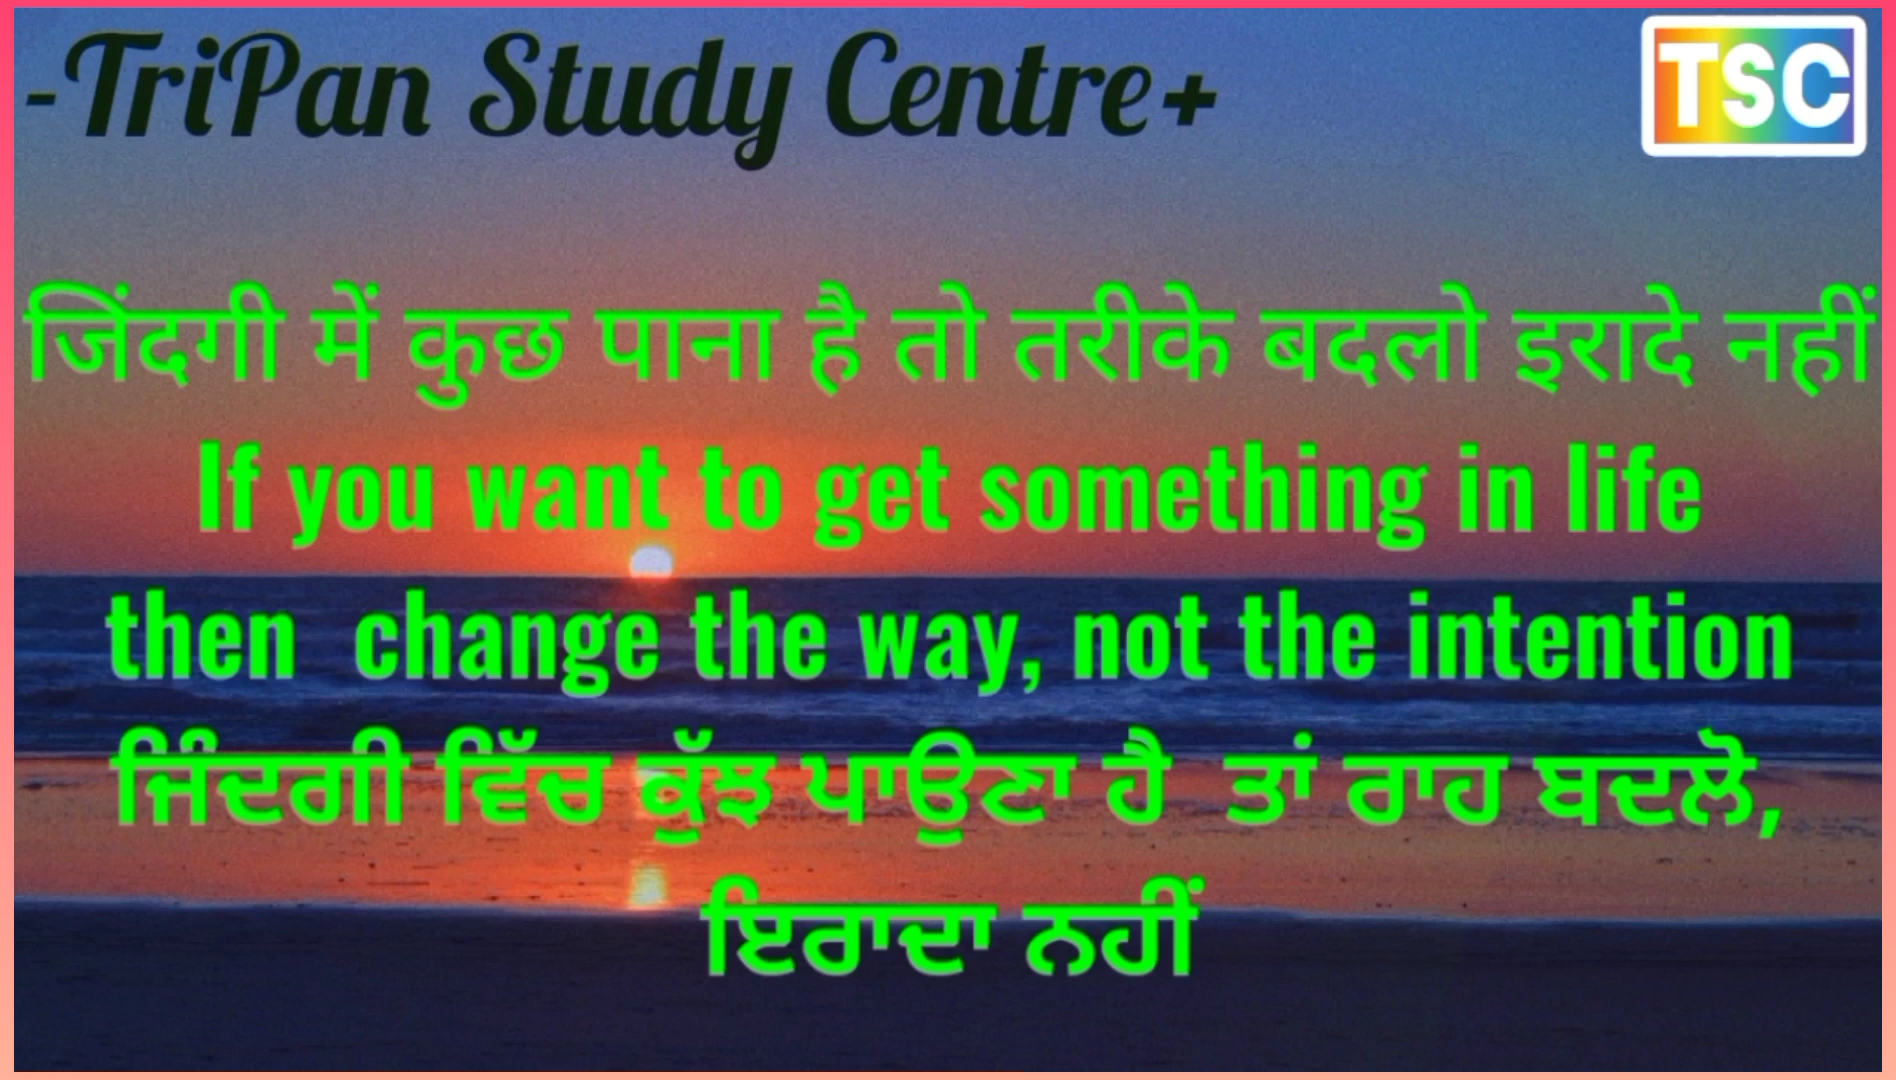 -TriPan Study Centre+
TSC
जिंदगी में कुछ पाना है तो तरीके बदलो इरादे नहीं
If you want to get something in life
then  change the way, not the intention
ਜਿੰਦਗੀ ਵਿੱਚ ਕੁੱਝ ਪਾਉਣਾ ਹੈ  ਤਾਂ ਰਾਹ ਬਦਲੋ,
ਇਰਾਦਾ ਨਹੀਂ